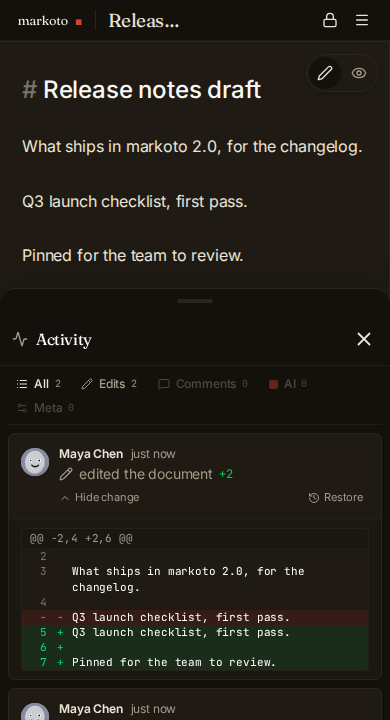 markoto
Releas...
# Release notes draft
What ships in markoto 2.0, for the changelog.
Q3 launch checklist, first pass.
Pinned for the team to review.
Activity
All 2 Edits 2 Comments 0 AI 0
Meta 0
Maya Chen just now
edited the document +2
Hide change Restore
@@ -2,4 +2,6 @@
2
3 What ships in markoto 2.0, for the
changelog.
4
- - Q3 launch checklist, first pass.
5 + Q3 launch checklist, first pass.
6 +
7 + Pinned for the team to review.
Maya Chen just now